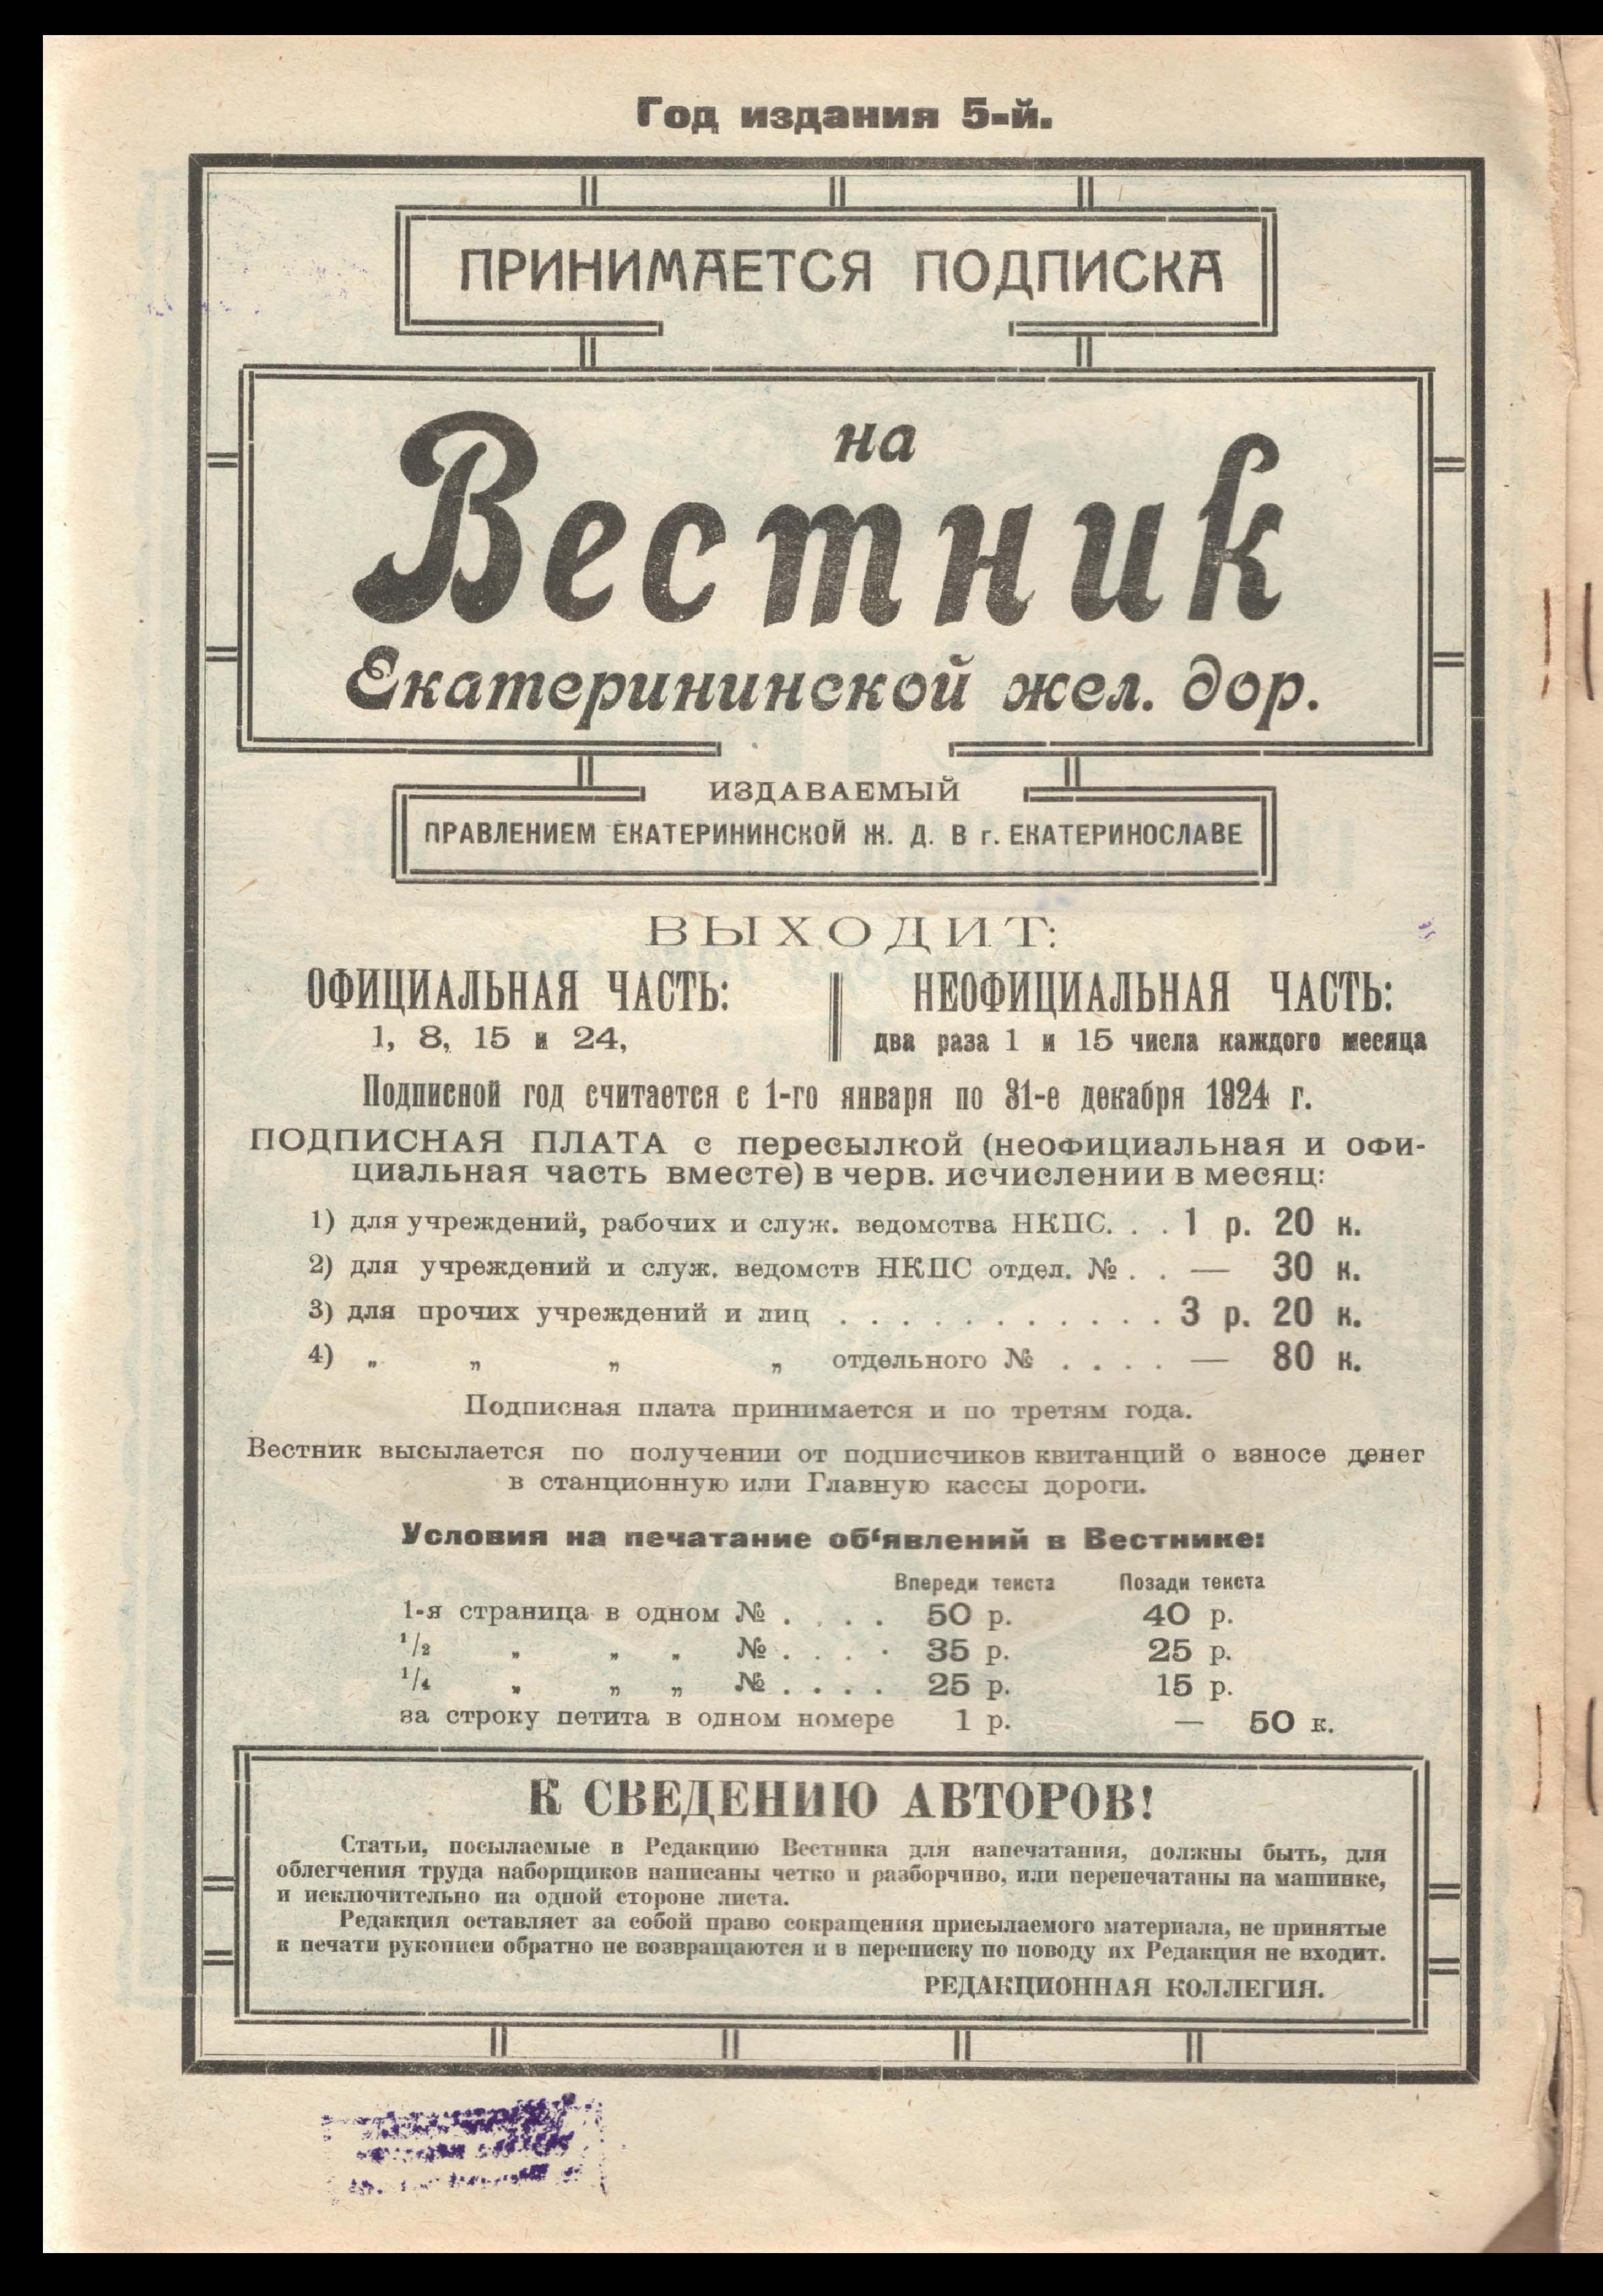 Год издания 5-й.
ПРИНИМАЕТСЯ ПОДПИСКА
на
Вестник
Екатерининской жел. дор.
ИЗДАВАЕМЫЙ
ПРАВЛЕНИЕМ ЕКАТЕРИНИНСКОЙ Ж. Д. В г. ЕКАТЕРИНОСЛАВЕ
ВЫХОДИТ:
ОФИЦИАЛЬНАЯ ЧАСТЬ:
1, 8, 15 и 24,
НЕОФИЦИАЛЬНАЯ ЧАСТЬ:
два раза 1 и 15 числа каждого месяца
Подписной год считается с 1-го января по 31-е декабря 1924 г.
ПОДПИСНАЯ ПЛАТА с пересылкой (неофициальная и офи-
циальная часть вместе) в черв. исчислении в месяц:
1) для учреждений, рабочих и служ. ведомства НКПС. . . 1 р. 20 к.
2) для учреждений и служ. ведомств НКПС отдел. № . . — 30 к.
3) для прочих учреждений и лиц . . . . . . . . . . . 3 р. 20 к.
4) „ „ „ „ отдельного № . . . . — 80 к.
Подписная плата принимается и по третям года.
Вестник высылается по получении от подписчиков квитанций о взносе денег
в станционную или Главную кассы дороги.
Условия на печатание об‘явлений в Вестнике:
Впереди текста Позади текста
1-я страница в одном № . . . . 50 р. 40 р.
1/2 „ „ „ № . . . . 35 р. 25 р.
1/4 „ „ „ № . . . . 25 р. 15 р.
за строку петита в одном номере 1 р. — 50 к.
К СВЕДЕНИЮ АВТОРОВ!
Статьи, посылаемые в Редакцию Вестника для напечатания, должны быть, для
облегчения труда наборщиков написаны четко и разборчиво, или перепечатаны на машинке,
и исключительно на одной стороне листа.
Редакция оставляет за собой право сокращения присылаемого материала, не принятые
к печати рукописи обратно не возвращаются и в переписку по поводу их Редакция не входит.
РЕДАКЦИОННАЯ КОЛЛЕГИЯ.